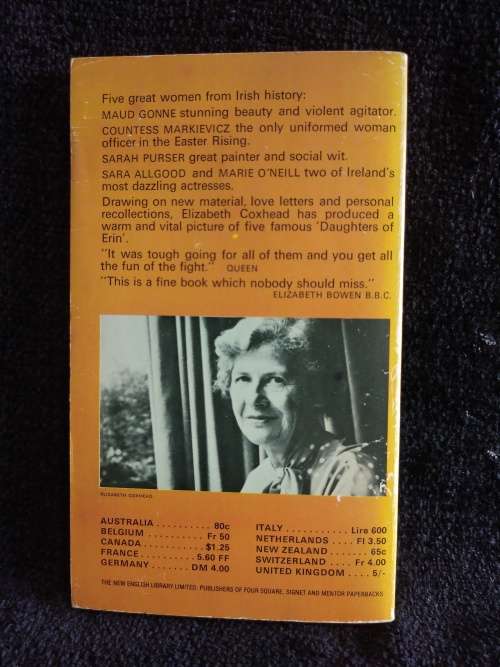 Five great women from Irish history:
MAUD GONNE stunning beauty and violent agitator.
COUNTESS MARKIEVICZ the only uniformed woman
officer in the Easter Rising.
SARAH PURSER great painter and social wit.
SARA ALLGOOD and MARIE O'NEILL two of Ireland's
most dazzling actresses.
Drawing on new material, love letters and personal
recollections, Elizabeth Coxhead has produced a
warm and vital picture of five famous 'Daughters of
Erin'.
"It was tough going for all of them and you get all
the fun of the fight." QUEEN
"This is a fine book which nobody should miss."
ELIZABETH BOWEN B.B.C.
ELIZABETH COXHEAD
AUSTRALIA .......... 80c
BELGIUM .......... Fr 50
CANADA ........... $1.25
FRANCE .......... 5.60 FF
GERMANY ....... DM 4.00
ITALY ........... Lire 600
NETHERLANDS .... Fl 3.50
NEW ZEALAND ...... 65c
SWITZERLAND .... Fr 4.00
UNITED KINGDOM .... 5/-
THE NEW ENGLISH LIBRARY LIMITED: PUBLISHERS OF FOUR SQUARE, SIGNET AND MENTOR PAPERBACKS